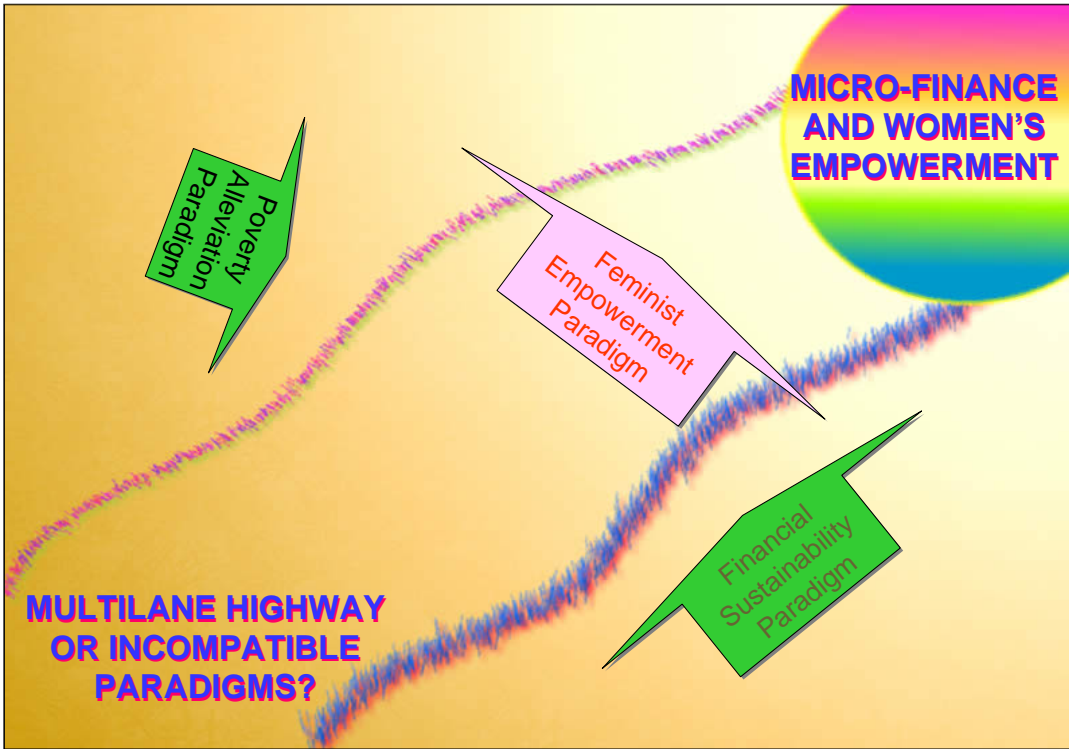 MICRO-FINANCE
AND WOMEN’S
EMPOWERMENT
Poverty
Alleviation
Paradigm
Feminist
Empowerment
Paradigm
Financial
Sustainability
Paradigm
MULTILANE HIGHWAY
OR INCOMPATIBLE
PARADIGMS?